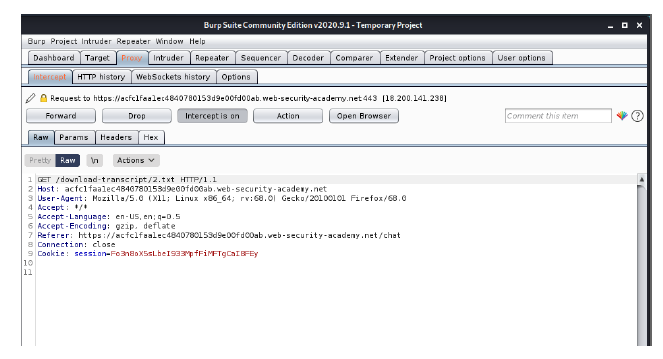 Burp Suite Community Edition v2020.9.1 - Temporary Project
Burp Project Intruder Repeater Window Help
Dashboard Target Proxy Intruder Repeater Sequencer Decoder Comparer Extender Project options User options
Intercept HTTP history WebSockets history Options
Request to https://acfc1faa1ec4840780153d9e00fd00ab.web-security-academy.net:443 [18.200.141.238]
Forward Drop Intercept is on Action Open Browser Comment this item
Raw Params Headers Hex
Pretty Raw \n Actions
1 GET /download-transcript/2.txt HTTP/1.1
2 Host: acfc1faa1ec4840780153d9e00fd00ab.web-security-academy.net
3 User-Agent: Mozilla/5.0 (X11; Linux x86_64; rv:68.0) Gecko/20100101 Firefox/68.0
4 Accept: */*
5 Accept-Language: en-US,en;q=0.5
6 Accept-Encoding: gzip, deflate
7 Referer: https://acfc1faa1ec4840780153d9e00fd00ab.web-security-academy.net/chat
8 Connection: close
9 Cookie: session=
10
11